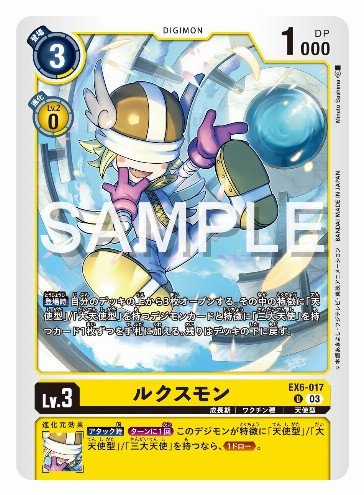 DIGIMON
登場
3
DP
1000
進化
Lv.2
0
SAMPLE
登場時 自分のデッキの上から3枚オープンする。その中の特徴に「天
使型」/「大天使型」を持つデジモンカードと特徴に「三大天使」を持
つカード1枚ずつを手札に加える。残りはデッキの下に戻す。
Lv.3
ルクスモン
EX6-017
U 03
成長期 | ワクチン種 | 天使型
進化元効果
アタック時 ターンに1回 このデジモンが特徴に「天使型」/「大
天使型」/「三大天使」を持つなら、1ドロー。
BANDAI MADE IN JAPAN